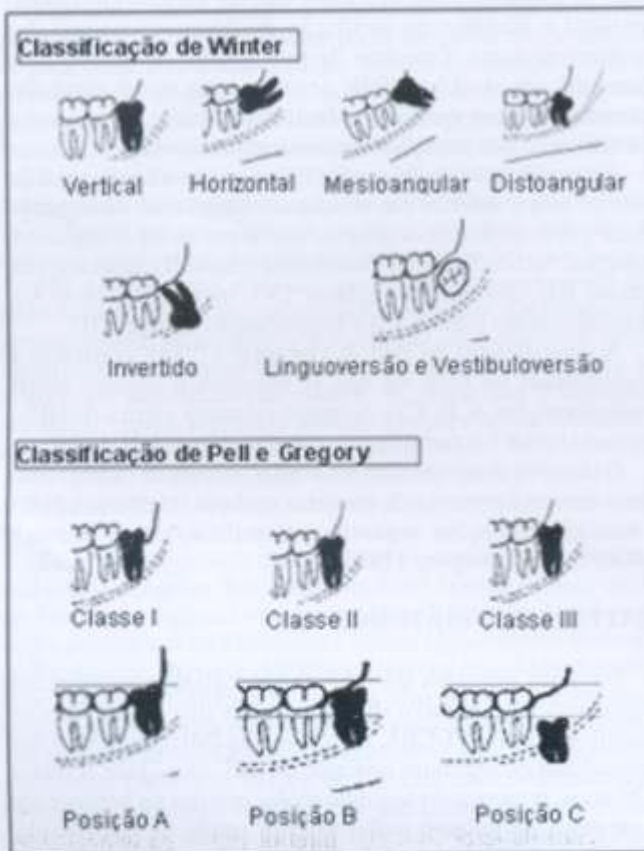 Classificação de Winter
Vertical Horizontal Mesioanqular Distoangular
Invertido Linguoversão e Vestibuloversão
Classificação de Pell e Gregory
Classe I Classe II Classe III
Posição A Posição B Posição C